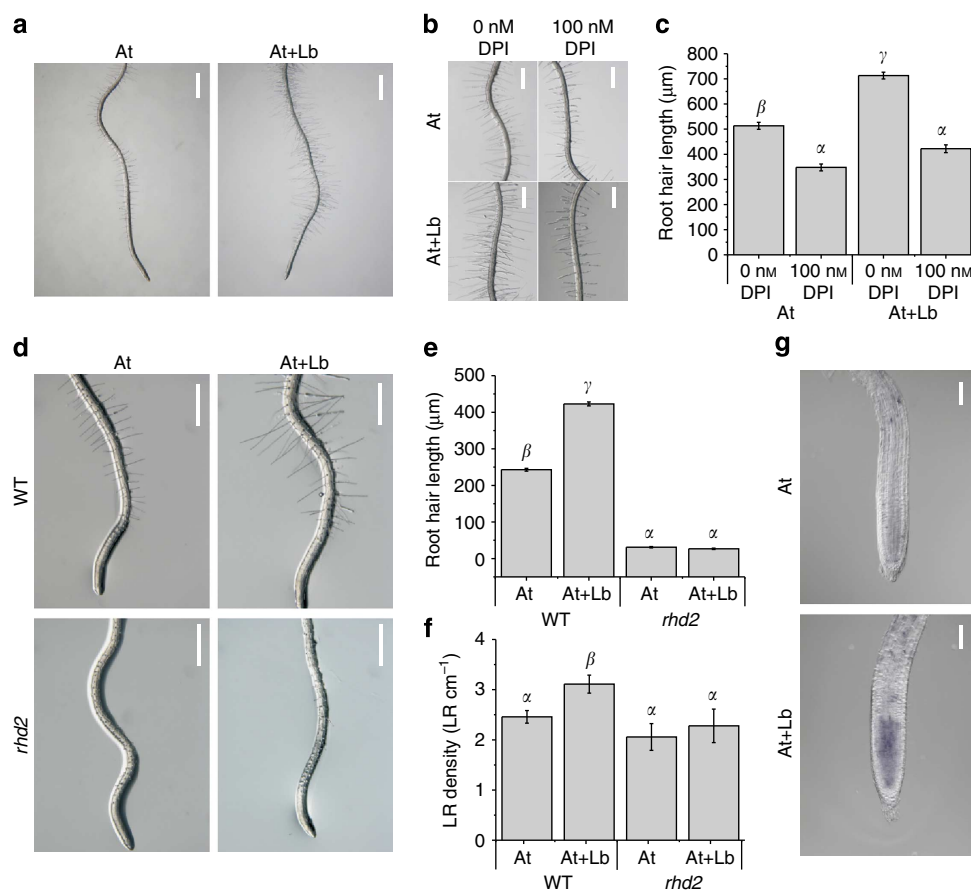 a
At
At+Lb
b
0 nM
DPI
100 nM
DPI
At
At+Lb
c
Root hair length (μm)
800
700
600
500
400
300
200
100
0
β
α
γ
α
0 nM
DPI
100 nM
DPI
0 nM
DPI
100 nM
DPI
At
At+Lb
d
At
At+Lb
WT
rhd2
e
Root hair length (μm)
500
400
300
200
100
0
β
γ
α
α
At
At+Lb
At
At+Lb
WT
rhd2
f
LR density (LR cm⁻¹)
4
3
2
1
0
α
β
α
α
At
At+Lb
At
At+Lb
WT
rhd2
g
At
At+Lb